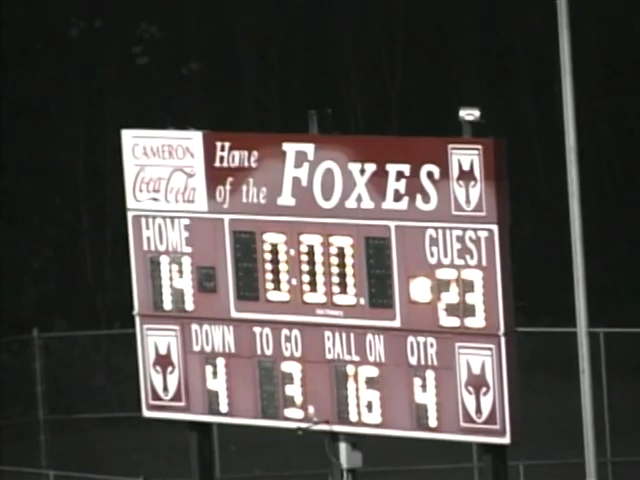 CAMERON
Coca-Cola
Home
of the
FOXES
HOME
GUEST
14
0:00
23
DOWN
TO GO
BALL ON
QTR
4
3
16
4